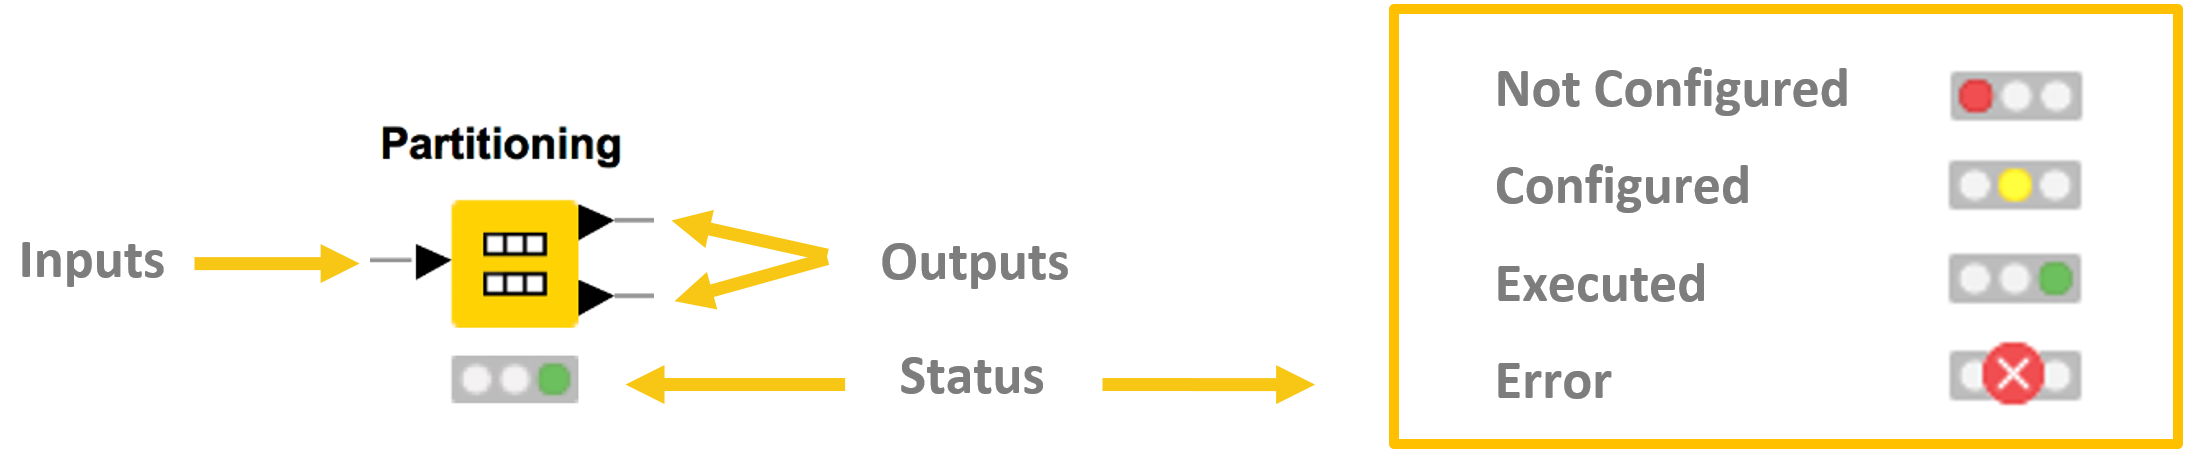 Partitioning
Inputs
Outputs
Status
Not Configured
Configured
Executed
Error